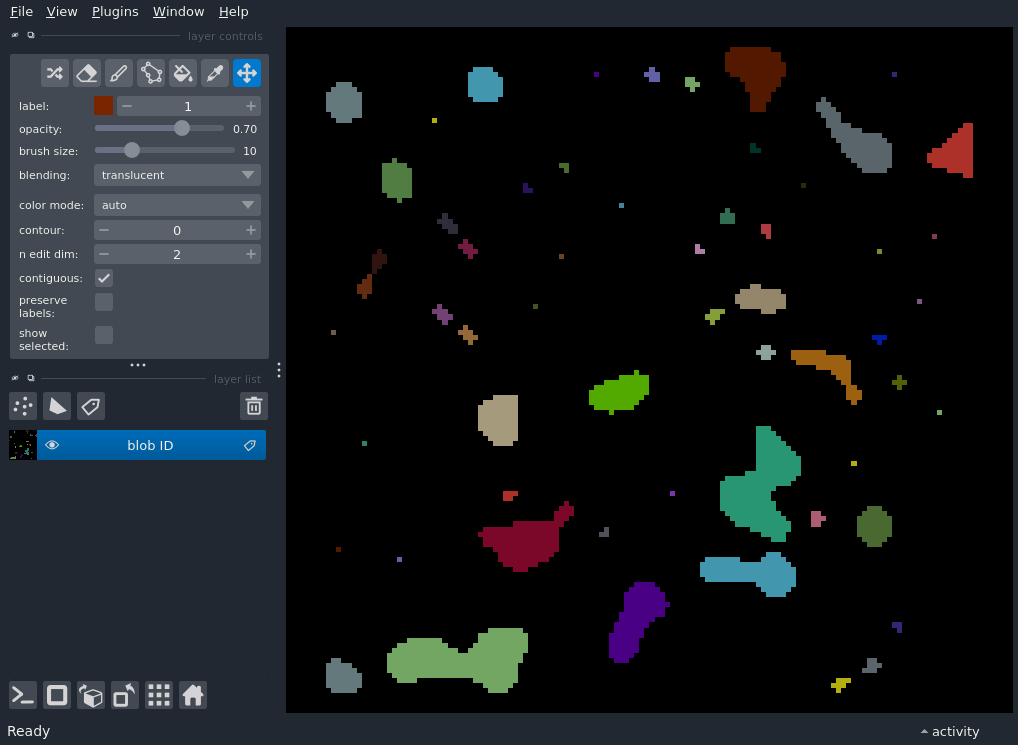 File View Plugins Window Help
layer controls
label: 1
opacity: 0.70
brush size: 10
blending: translucent
color mode: auto
contour: 0
n edit dim: 2
contiguous:
preserve
labels:
show
selected:
layer list
blob ID
Ready
activity